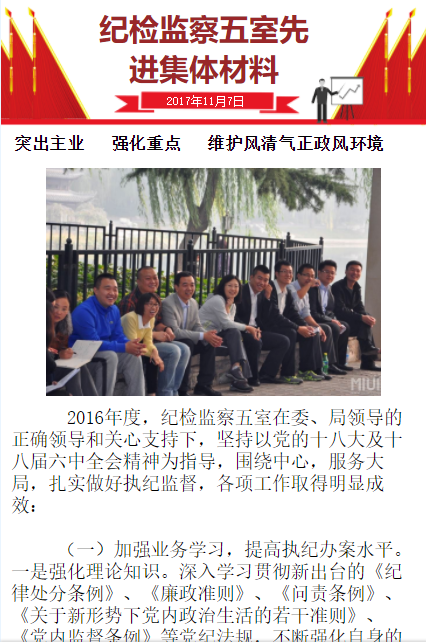 纪检监察五室先
进集体材料
2017年11月7日
突出主业 强化重点 维护风清气正政风环境
MIUI
2016年度，纪检监察五室在委、局领导的
正确领导和关心支持下，坚持以党的十八大及十
八届六中全会精神为指导，围绕中心，服务大
局，扎实做好执纪监督，各项工作取得明显成
效：
（一）加强业务学习，提高执纪办案水平。
一是强化理论知识。深入学习贯彻新出台的《纪
律处分条例》、《廉政准则》、《问责条例》、
《关于新形势下党内政治生活的若干准则》、
《党内监督条例》等党纪法规，不断强化自身的